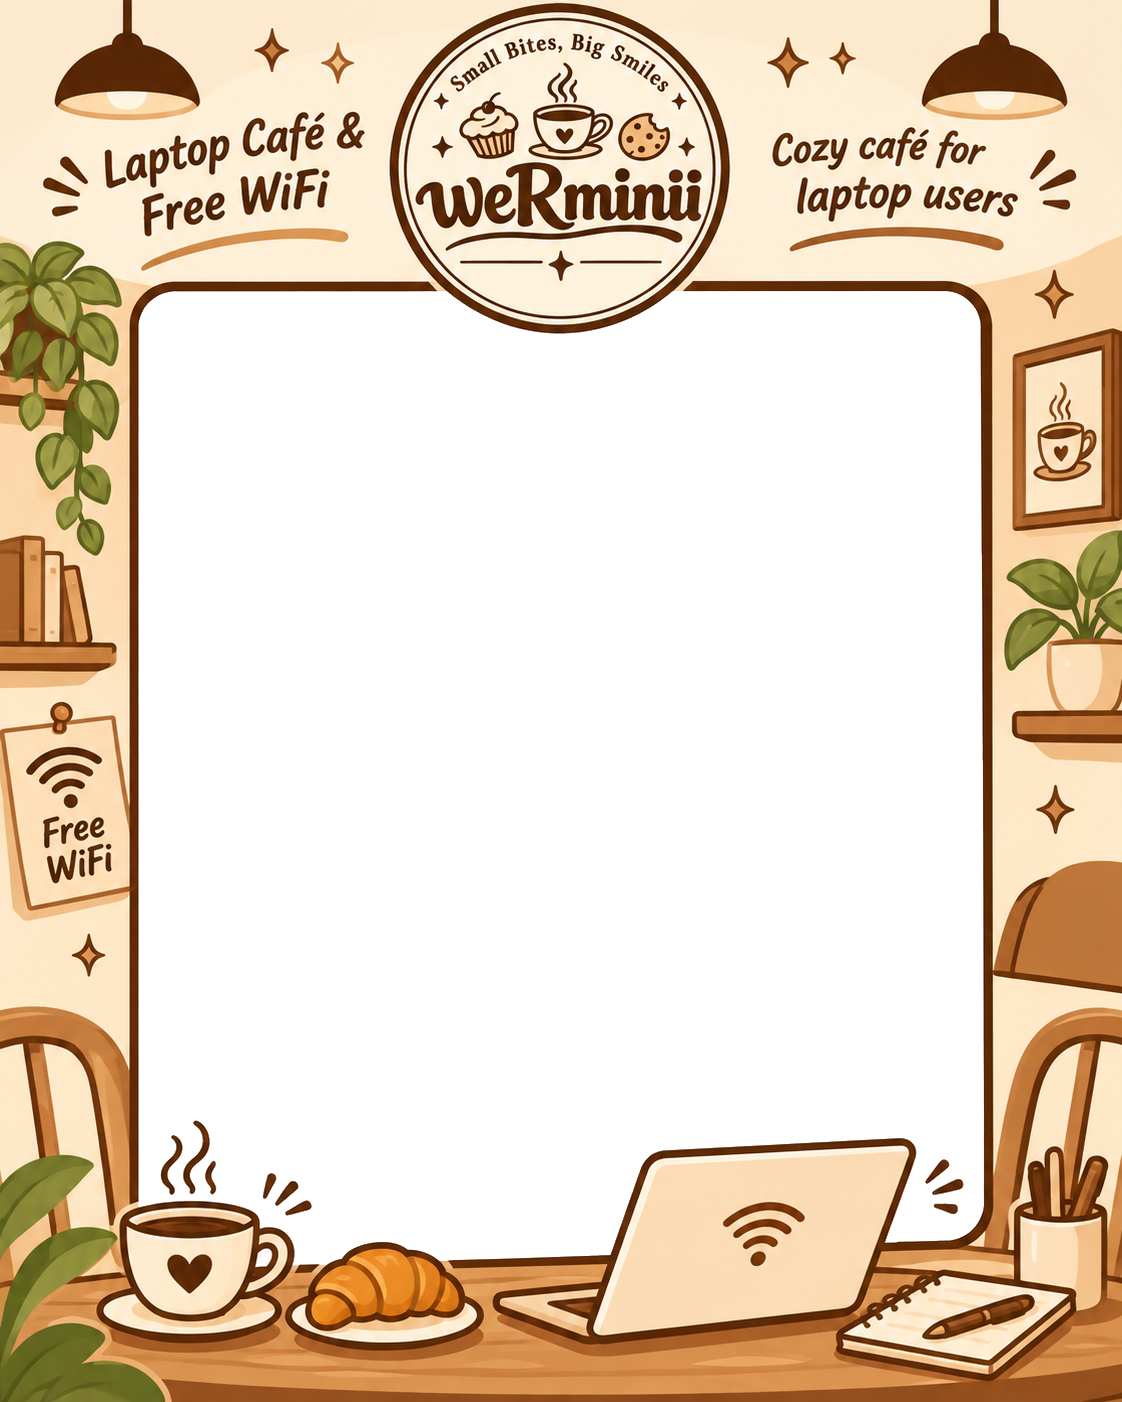 Small Bites, Big Smiles
weRminii
Laptop Café &
Free WiFi
Cozy café for
laptop users
Free
WiFi